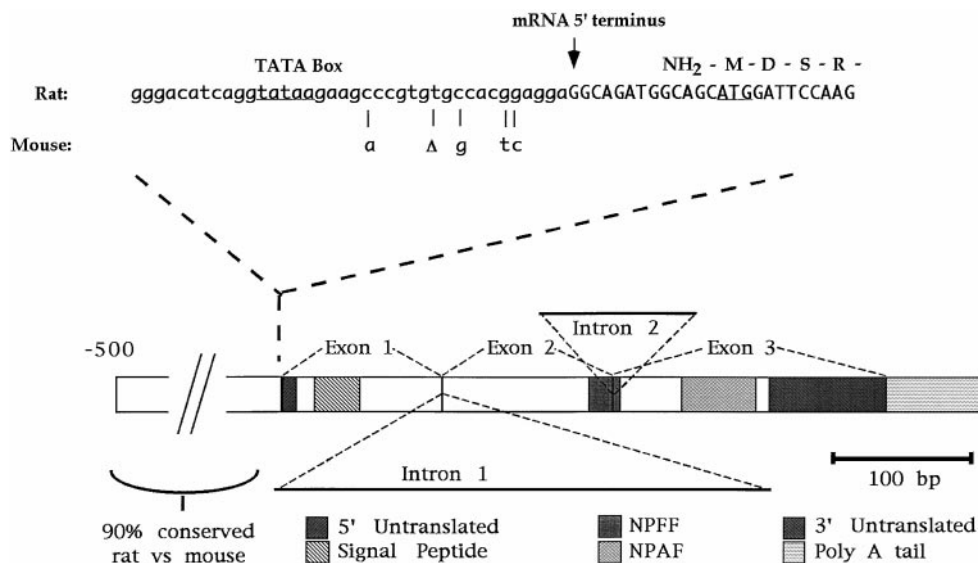 mRNA 5' terminus
TATA Box
NH2 - M - D - S - R -
Rat: gggacatcaggtataagaagcccgtgtgccacggaggaGGCAGATGGCAGCATGGATTCCAAG
Mouse: a Δ g tc
Intron 2
-500
Exon 1
Exon 2
Exon 3
Intron 1
100 bp
90% conserved
rat vs mouse
5' Untranslated
Signal Peptide
NPFF
NPAF
3' Untranslated
Poly A tail